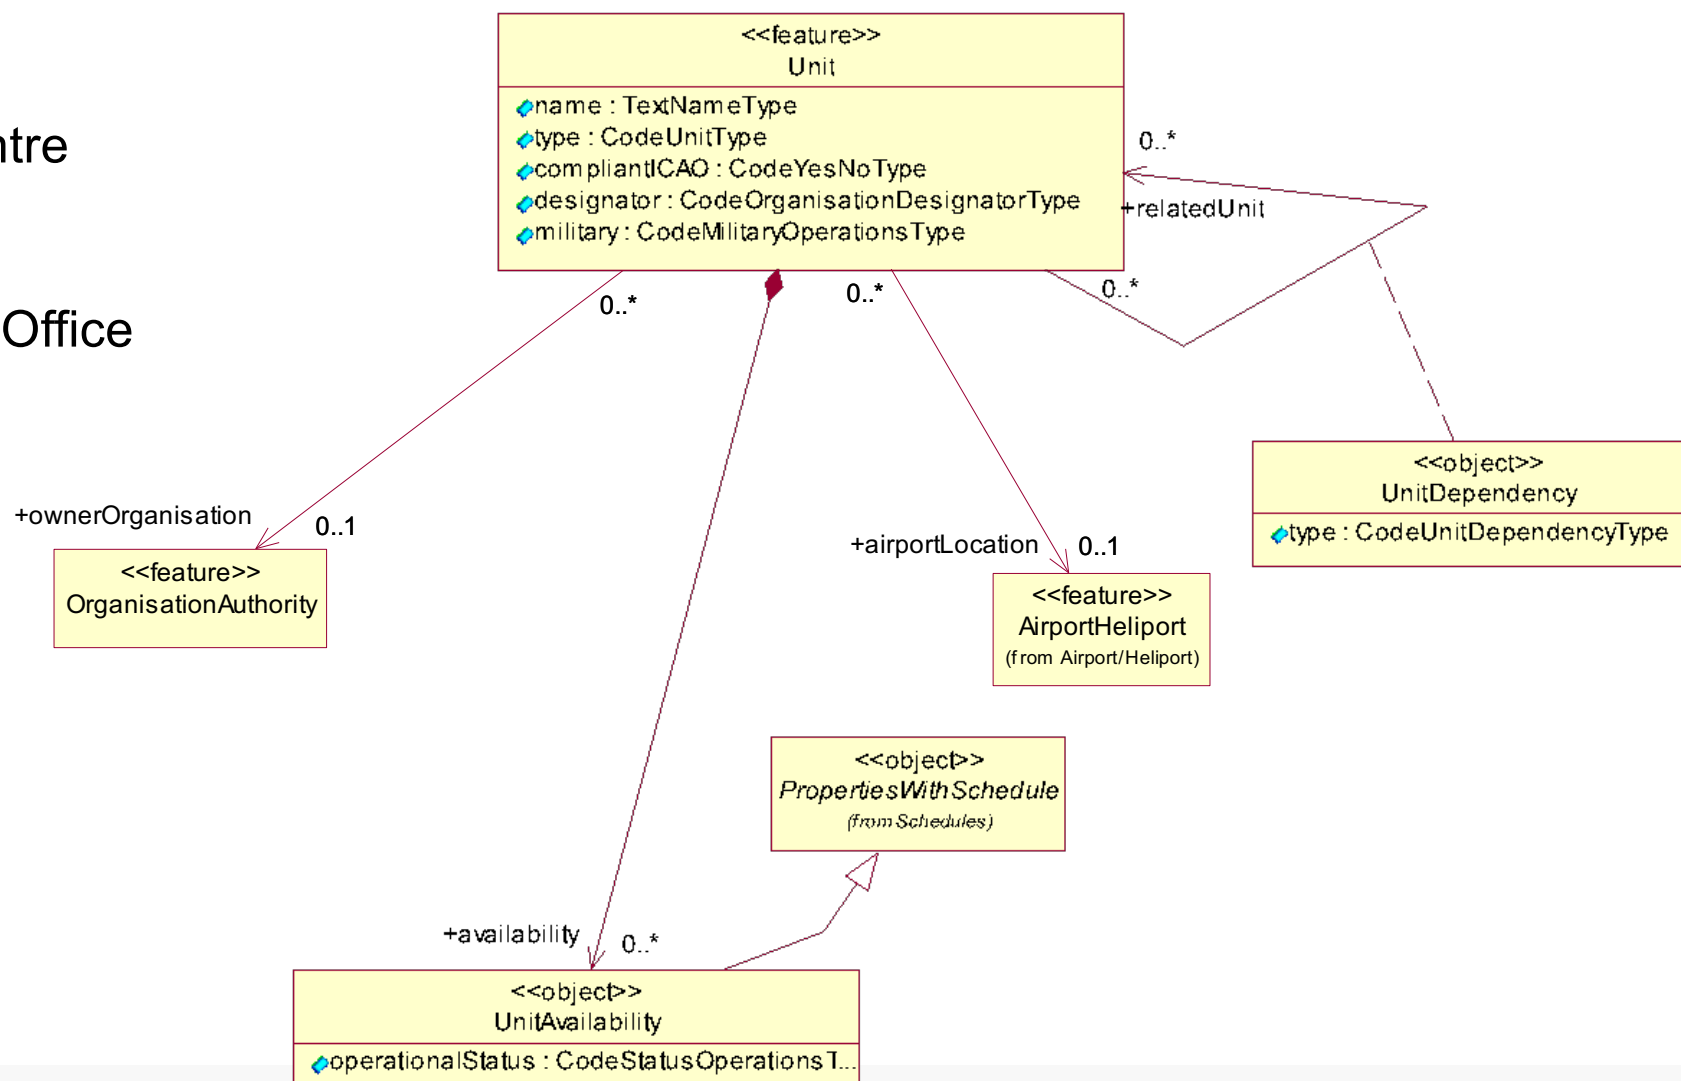 <<feature>>
Unit
name : TextNameType
type : CodeUnitType
compliantICAO : CodeYesNoType
designator : CodeOrganisationDesignatorType
military : CodeMilitaryOperationsType
ntre
Office
0..*
+relatedUnit
0..*
0..*
0..*
+ownerOrganisation
0..1
<<feature>>
OrganisationAuthority
+airportLocation
0..1
<<feature>>
AirportHeliport
(from Airport/Heliport)
<<object>>
UnitDependency
type : CodeUnitDependencyType
<<object>>
PropertiesWithSchedule
(from Schedules)
+availability
0..*
<<object>>
UnitAvailability
operationalStatus : CodeStatusOperationsT...